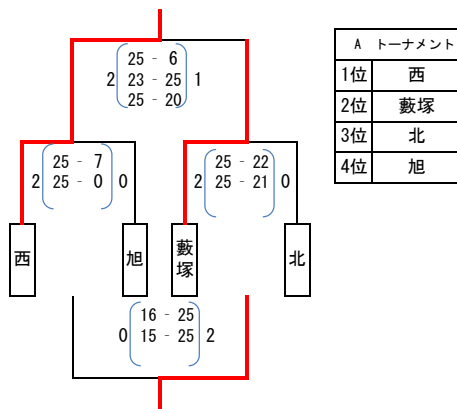 25 - 6
2 23 - 25 1
25 - 20
25 - 7
2 25 - 0 0
25 - 22
2 25 - 21 0
西
旭
藪塚
北
16 - 25
0 15 - 25 2
A トーナメント
1位 西
2位 藪塚
3位 北
4位 旭